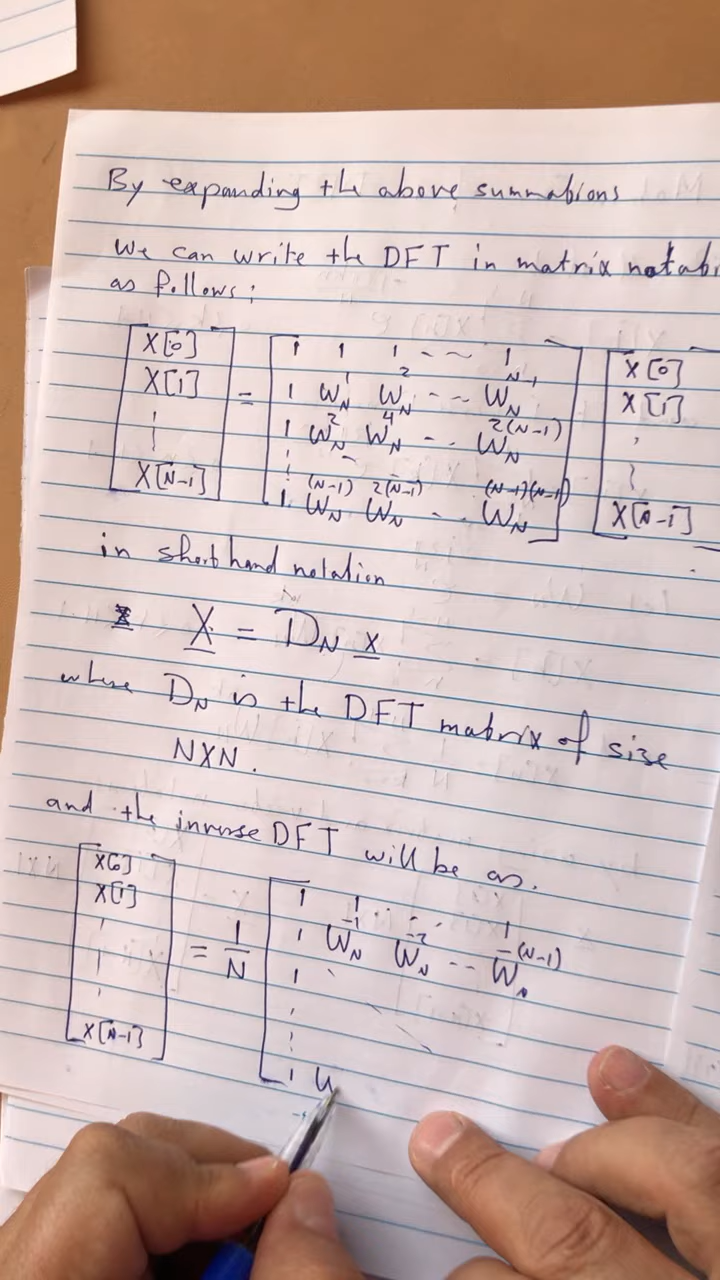 By expanding the above summations
We can write the DFT in matrix notati
as follows:
X[0] 1 1 1 -- ~ 1 X[0]
X[1] = 1 W_N^1 W_N^2 -- -- W_N^{N-1} X[1]
1 W_N^2 W_N^4 -- .. W_N^{2(N-1)}
X[N-1] 1 W_N^{(N-1)} W_N^{2(N-1)} - .. W_N^{(N-1)(N-1)} X[N-1]
in short hand notation
X = D_N x
where D_N is the DFT matrix of size
NXN.
and the inverse DFT will be as.
X[0] 1 1 1
X[1] = 1/N 1 W_N^{-1} W_N^{-2} -- W_N^{-(N-1)}
1
X[N-1] 1